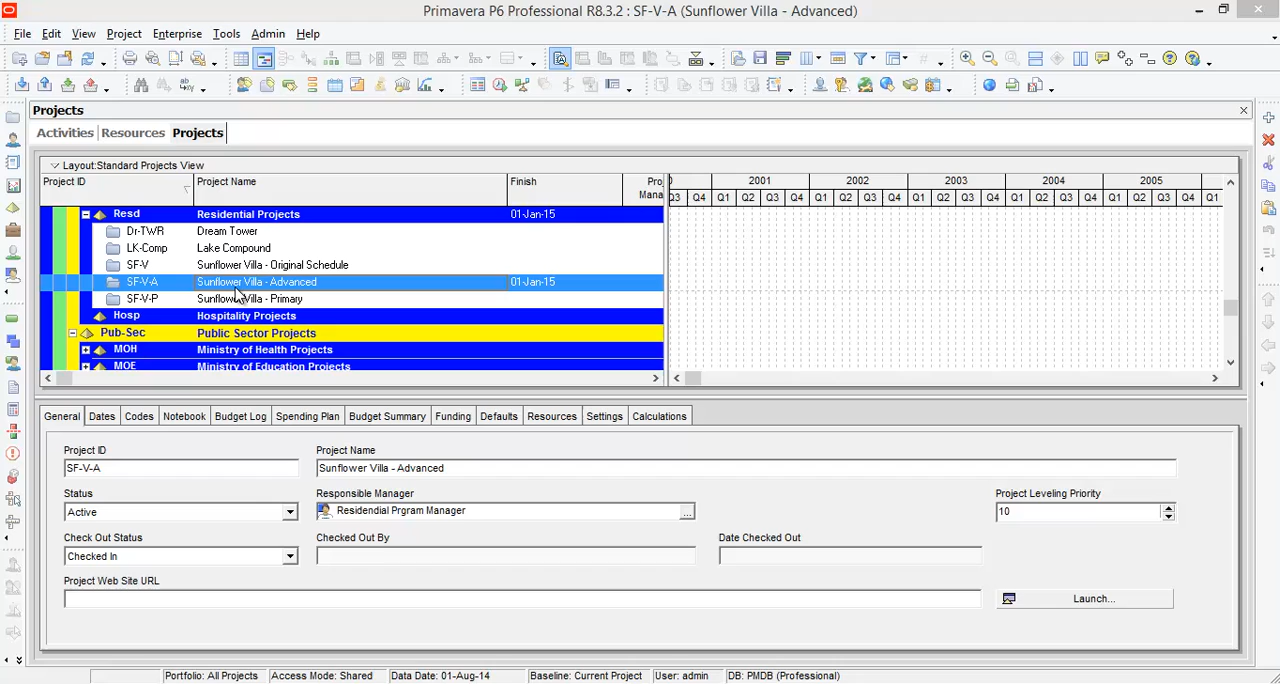 Primavera P6 Professional R8.3.2 : SF-V-A (Sunflower Villa - Advanced)
File Edit View Project Enterprise Tools Admin Help
Projects
Activities Resources Projects
Layout:Standard Projects View
Project ID Project Name Finish Pro
Mana
2001 2002 2003 2004 2005
Q3 Q4 Q1 Q2 Q3 Q4 Q1 Q2 Q3 Q4 Q1 Q2 Q3 Q4 Q1 Q2 Q3 Q4 Q1 Q2 Q3 Q4 Q1
Resd Residential Projects 01-Jan-15
Dr-TWR Dream Tower
LK-Comp Lake Compound
SF-V Sunflower Villa - Original Schedule
SF-V-A Sunflower Villa - Advanced 01-Jan-15
SF-V-P Sunflower Villa - Primary
Hosp Hospitality Projects
Pub-Sec Public Sector Projects
MOH Ministry of Health Projects
MOE Ministry of Education Projects
General Dates Codes Notebook Budget Log Spending Plan Budget Summary Funding Defaults Resources Settings Calculations
Project ID Project Name
SF-V-A Sunflower Villa - Advanced
Status Responsible Manager Project Leveling Priority
Active Residendial Prgram Manager ... 10
Check Out Status Checked Out By Date Checked Out
Checked In
Project Web Site URL
Launch...
Portfolio: All Projects Access Mode: Shared Data Date: 01-Aug-14 Baseline: Current Project User: admin DB: PMDB (Professional)